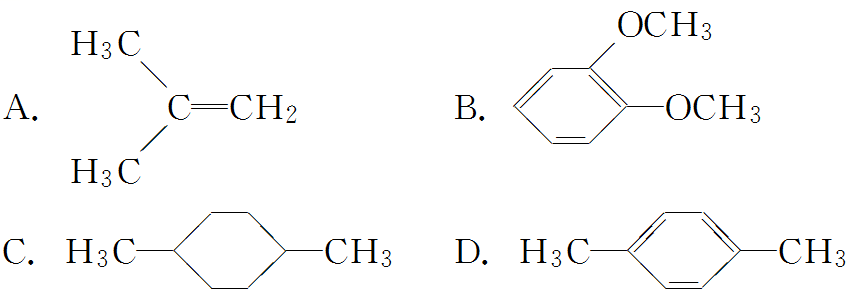 H3C
A. C=CH2
H3C
OCH3
B. OCH3
C. H3C CH3
D. H3C CH3